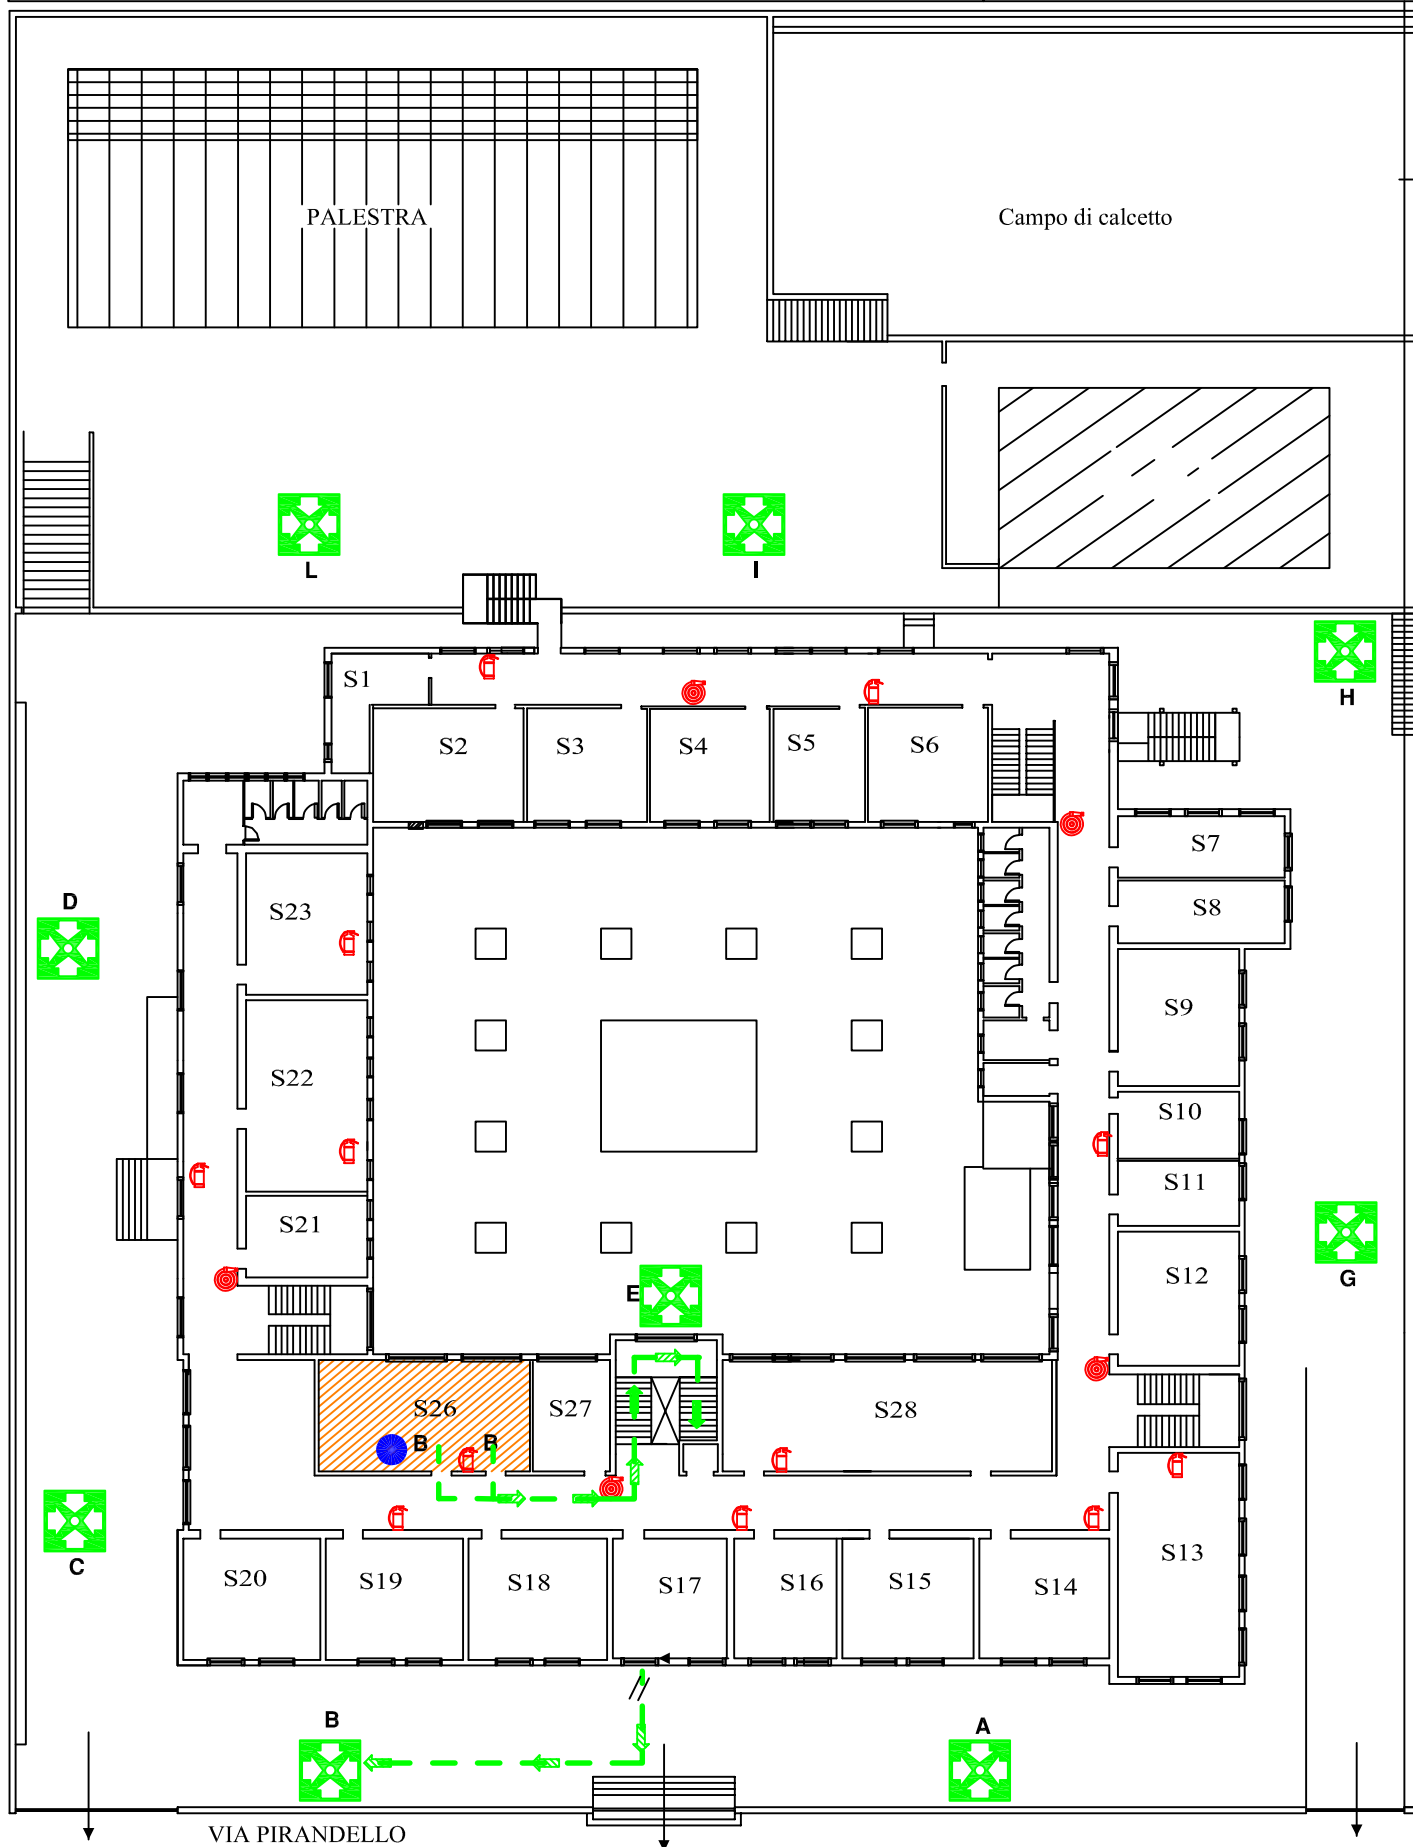 PALESTRA
Campo di calcetto
L
I
H
S1
S2
S3
S4
S5
S6
S7
S8
D
S23
S9
S22
S10
S11
S21
S12
G
E
S26
S27
S28
B
B
C
S20
S19
S18
S17
S16
S15
S14
S13
B
A
VIA PIRANDELLO